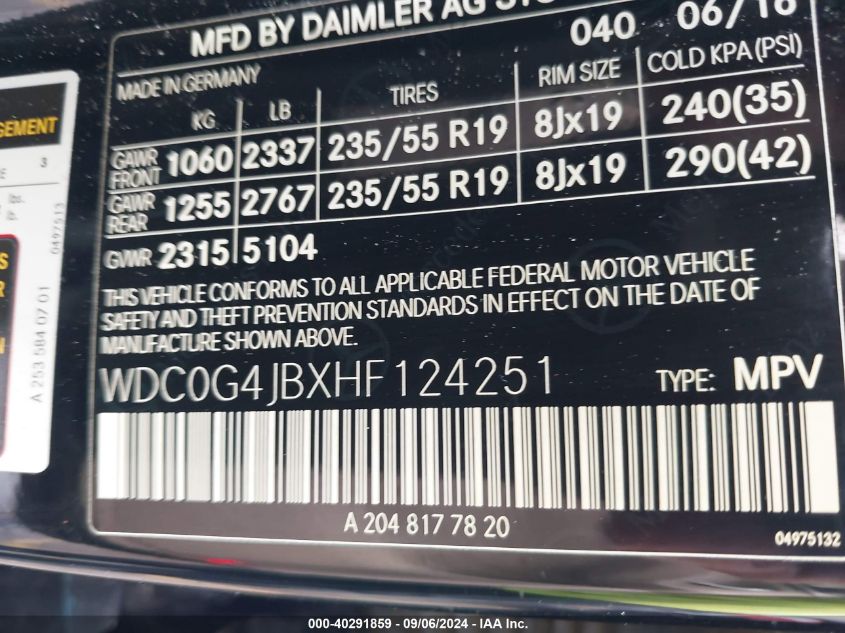 MFD BY DAIMLER AG
040 06/16
MADE IN GERMANY
KG LB TIRES RIM SIZE COLD KPA (PSI)
GAWR FRONT 1060 2337 235/55 R19 8Jx19 240(35)
GAWR REAR 1255 2767 235/55 R19 8Jx19 290(42)
GVWR 2315 5104
THIS VEHICLE CONFORMS TO ALL APPLICABLE FEDERAL MOTOR VEHICLE
SAFETY AND THEFT PREVENTION STANDARDS IN EFFECT ON THE DATE OF
MANUFACTURE SHOWN ABOVE.
WDC0G4JBXHF124251 TYPE: MPV
A 204 817 78 20
04975132
GEMENT
3
lbs.
lb.
0497513
A 253 584 07 01
000-40291859 - 09/06/2024 - IAA Inc.